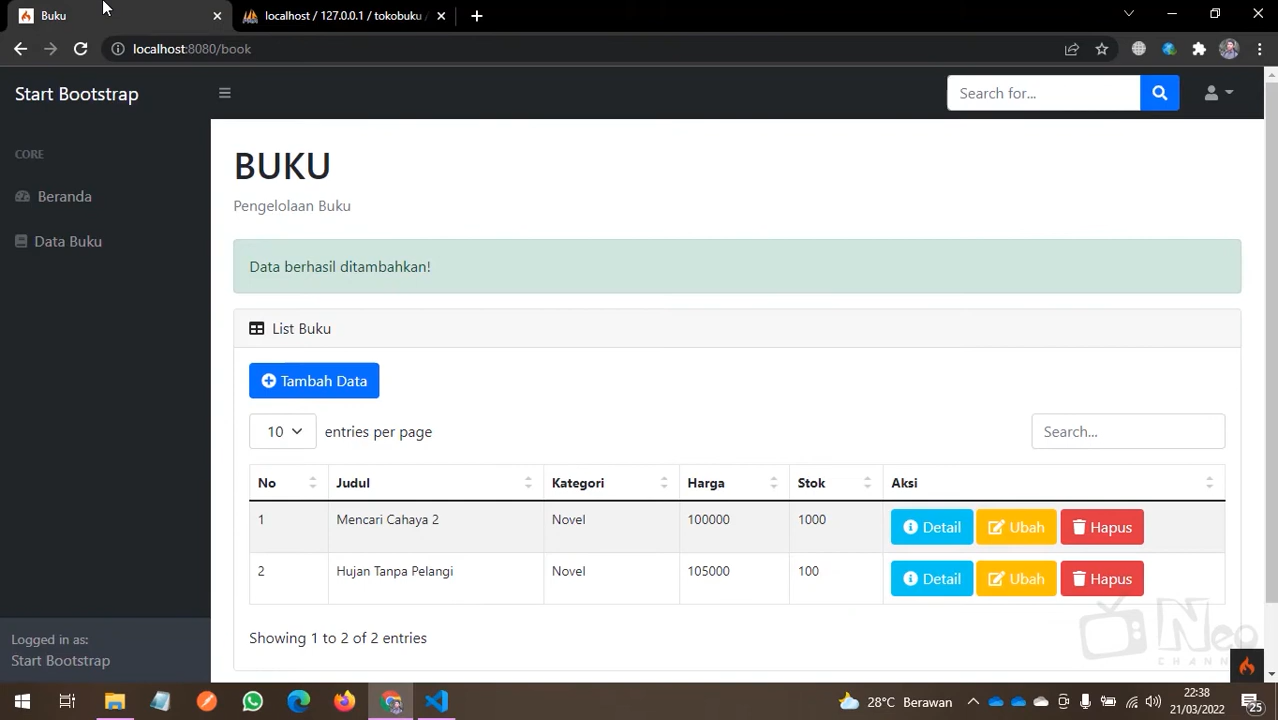 Buku
localhost / 127.0.0.1 / tokobuku /
localhost:8080/book
Start Bootstrap
Search for...
CORE
Beranda
Data Buku
BUKU
Pengelolaan Buku
Data berhasil ditambahkan!
List Buku
Tambah Data
10 entries per page
Search...
No Judul Kategori Harga Stok Aksi
1 Mencari Cahaya 2 Novel 100000 1000 Detail Ubah Hapus
2 Hujan Tanpa Pelangi Novel 105000 100 Detail Ubah Hapus
Showing 1 to 2 of 2 entries
Logged in as:
Start Bootstrap
Neo
CHANN
28°C Berawan
22:38
21/03/2022
25